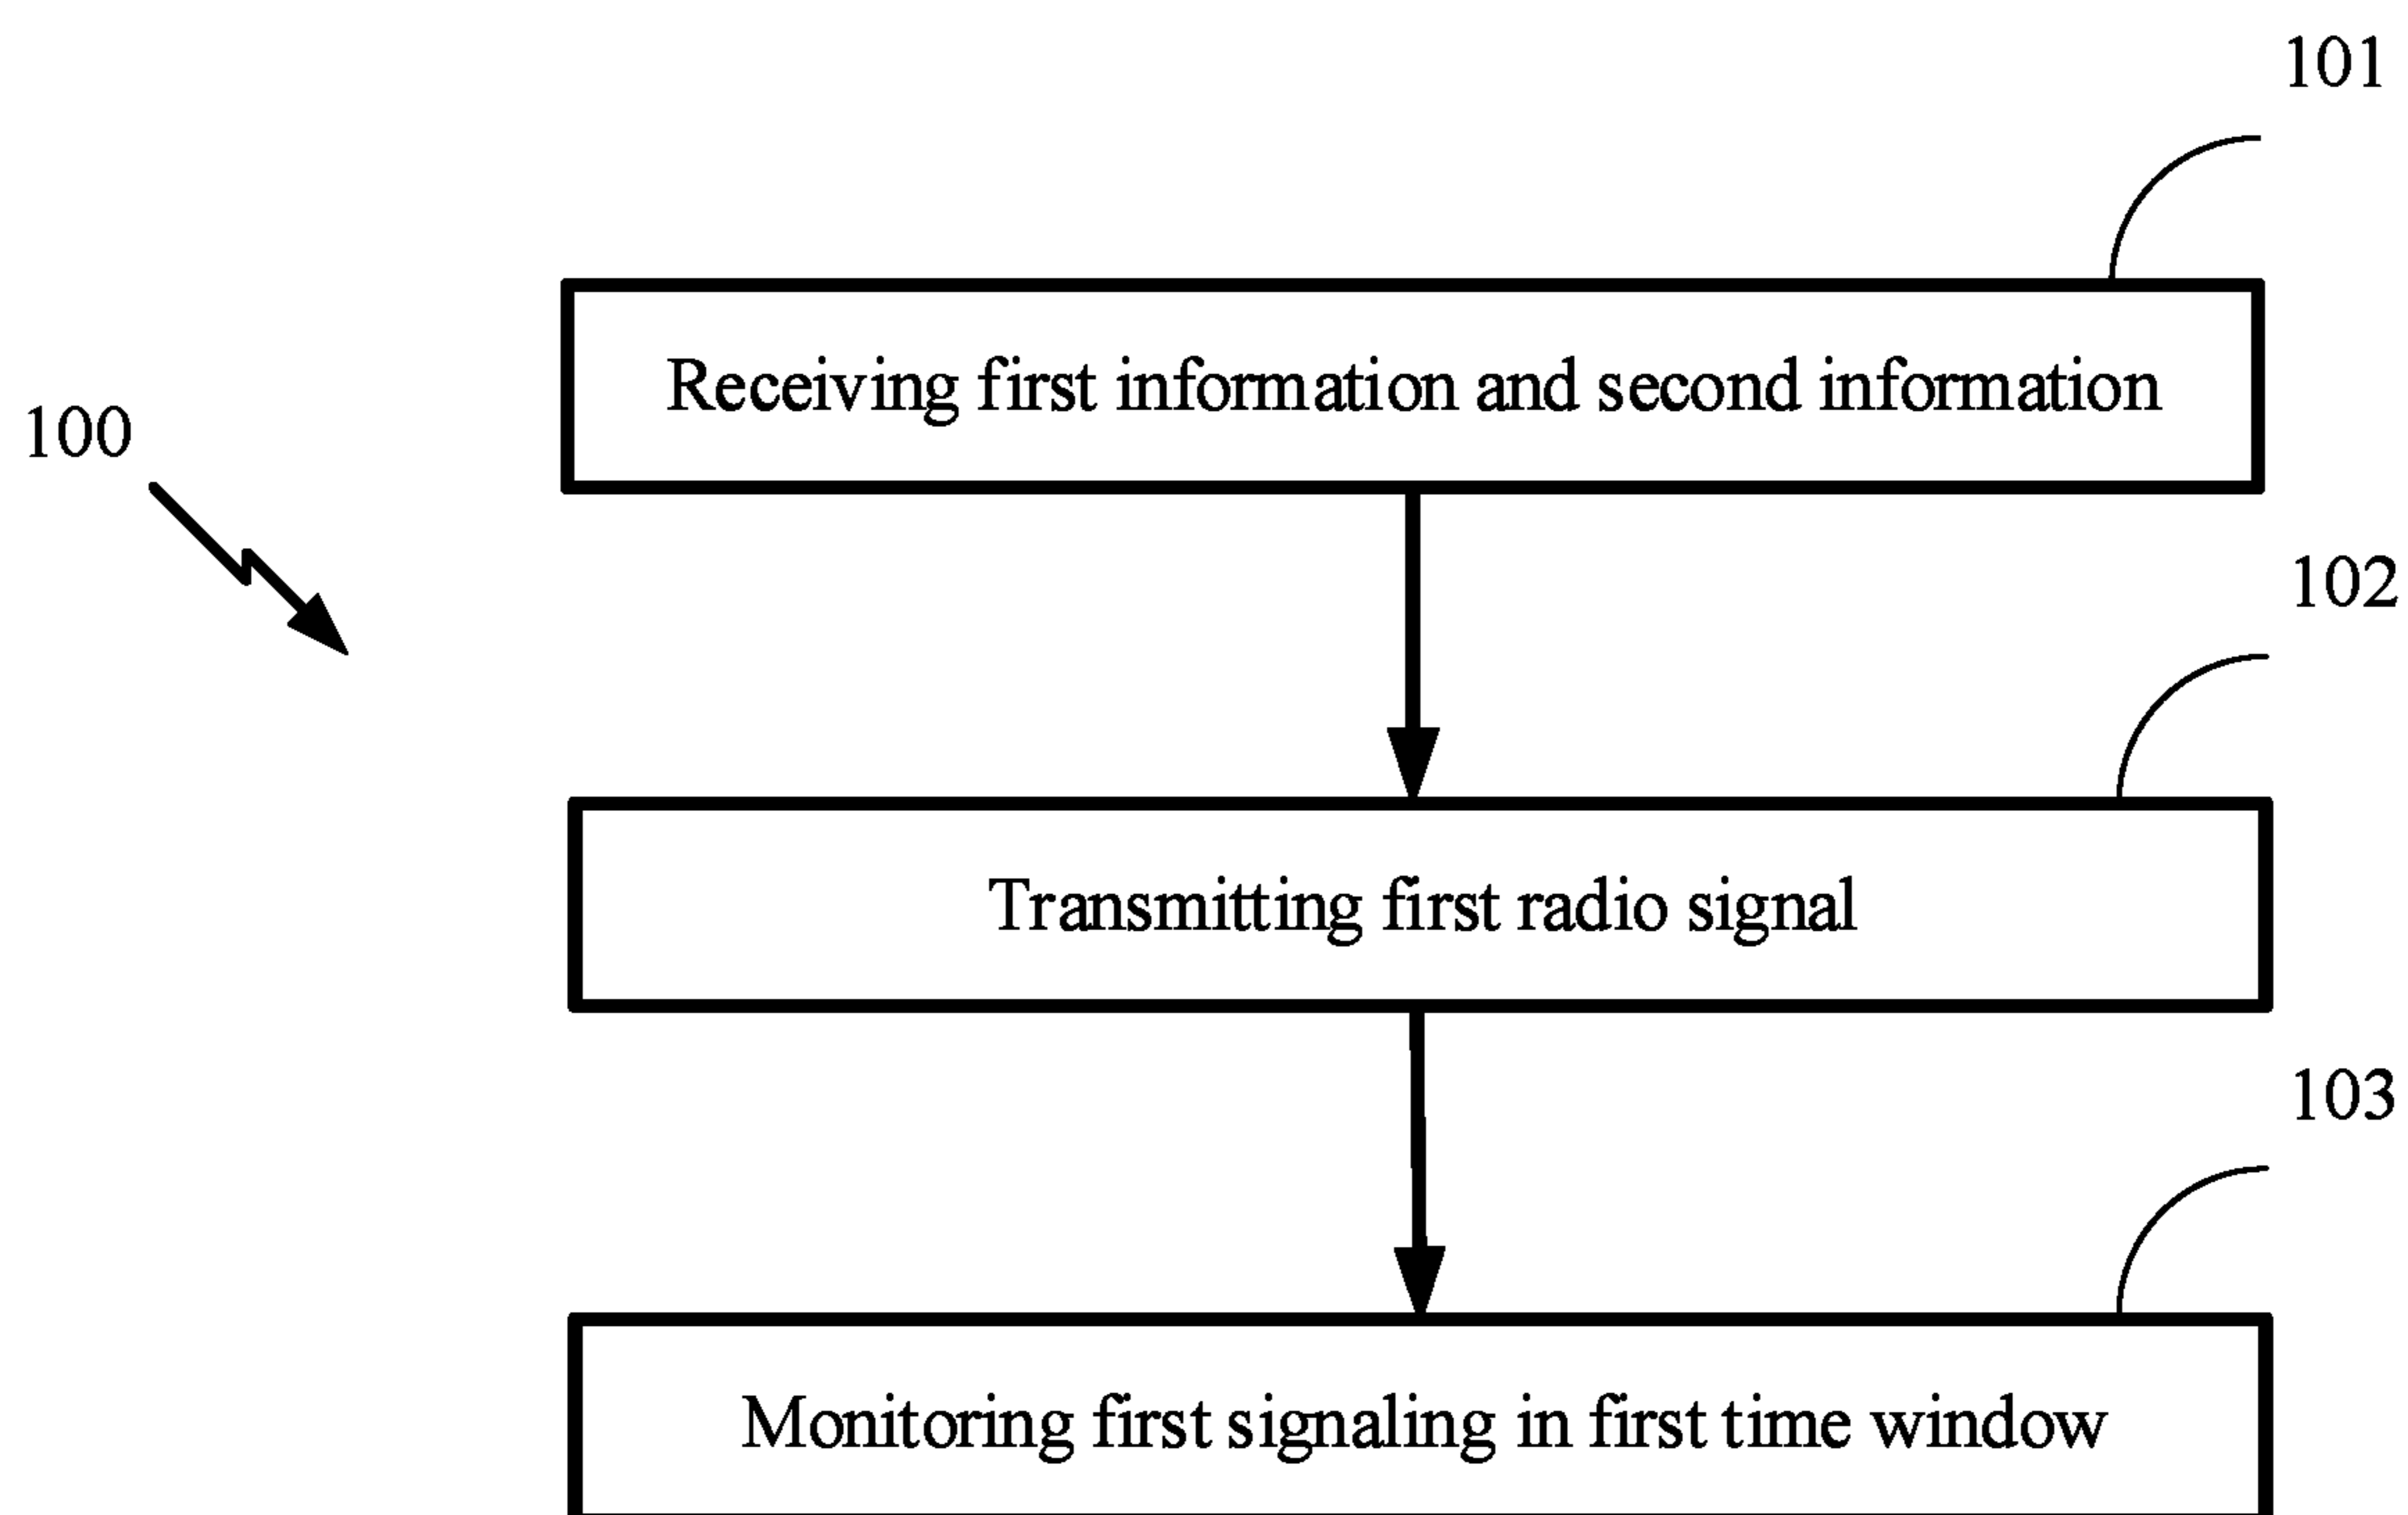 101
Receiving first information and second information
100
102
Transmitting first radio signal
103
Monitoring first signaling in first time window